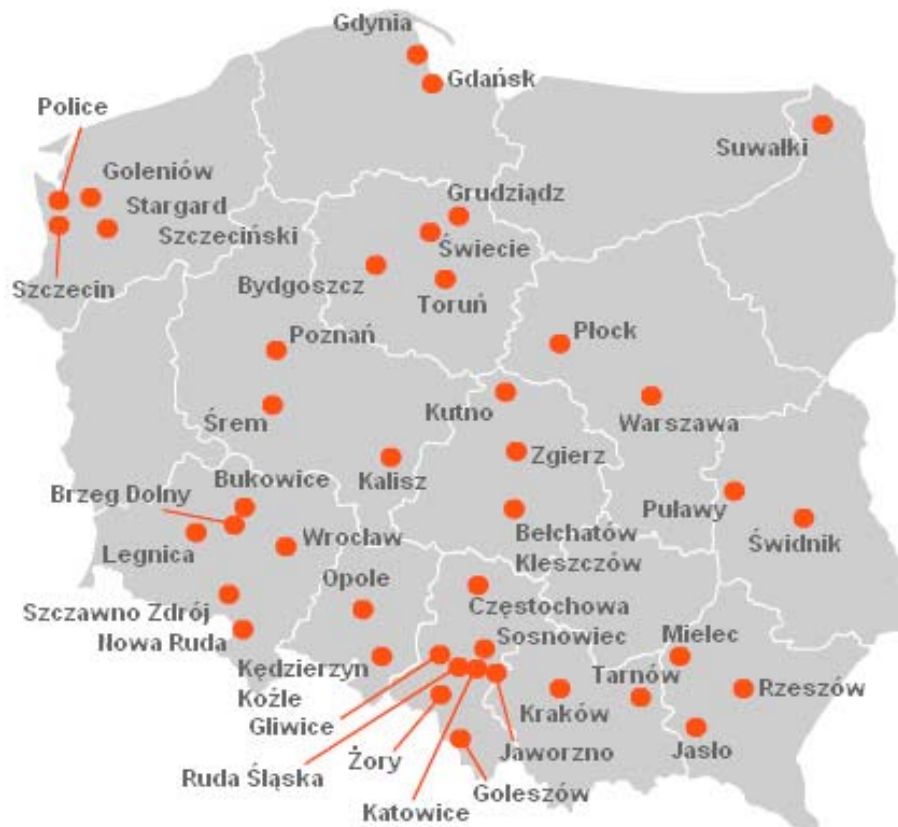 Gdynia
Gdańsk
Police
Suwałki
Goleniów
Grudziądz
Stargard
Szczeciński
Świecie
Bydgoszcz
Szczecin
Toruń
Poznań
Płock
Śrem
Kutno
Warszawa
Zgierz
Kalisz
Bukowice
Brzeg Dolny
Puławy
Świdnik
Legnica
Wrocław
Bełchatów
Kleszczów
Opole
Częstochowa
Szczawno Zdrój
Nowa Ruda
Sosnowiec
Mielec
Kędzierzyn
Koźle
Tarnów
Rzeszów
Gliwice
Kraków
Żory
Jaworzno
Jasło
Ruda Śląska
Goleszów
Katowice